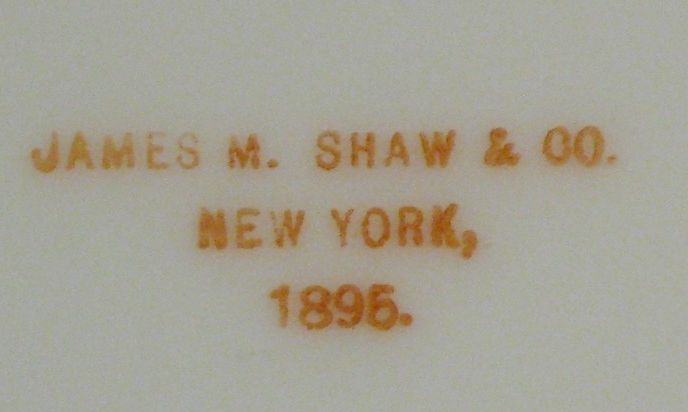 JAMES M. SHAW & CO.
NEW YORK,
1895.